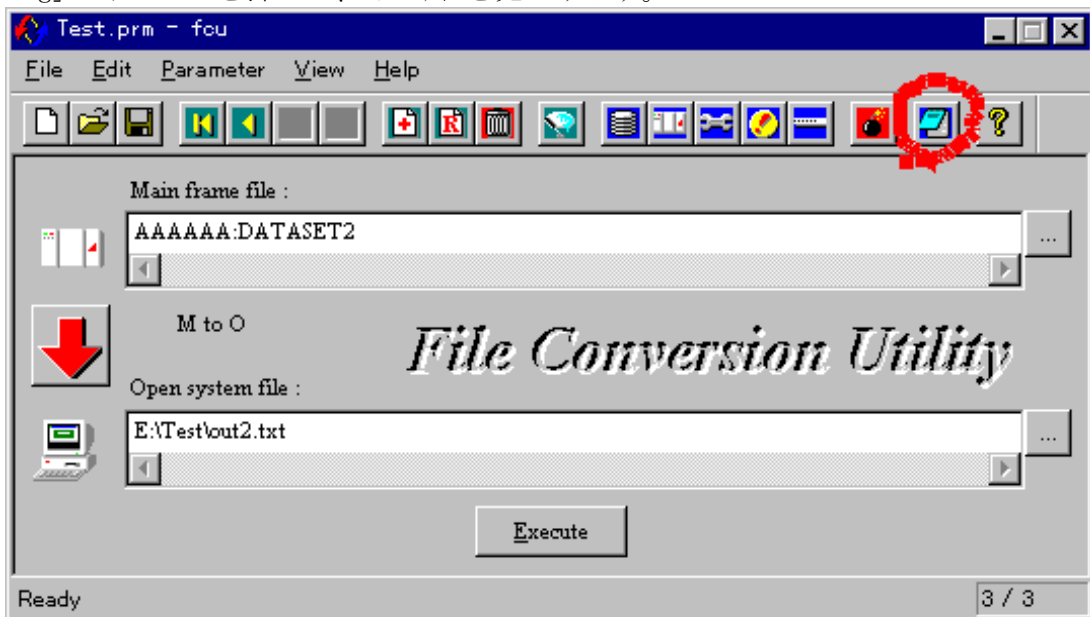 Test.prm - fcu
File Edit Parameter View Help
R
?
Main frame file :
AAAAAA:DATASET2
...
M to O
File Conversion Utility
Open system file :
E:\Test\out2.txt
...
Execute
Ready
3 / 3